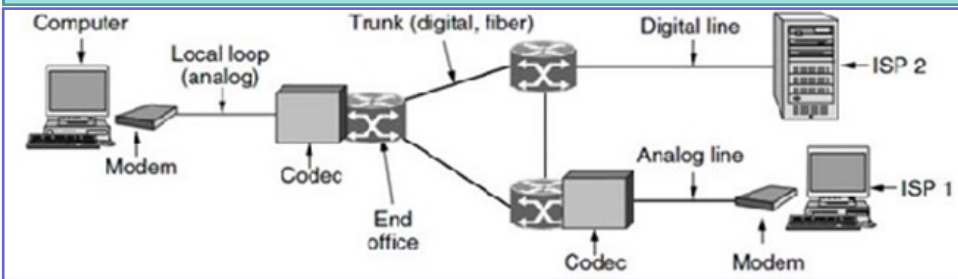 Computer
Trunk (digital, fiber)
Digital line
Local loop
(analog)
ISP 2
Modem
Codec
Analog line
ISP 1
End
office
Codec
Modem